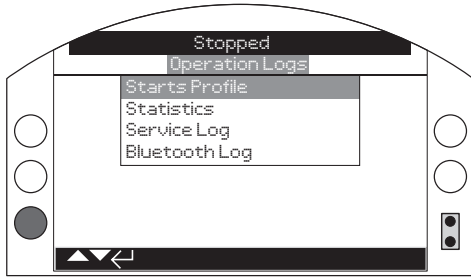 Stopped
Operation Logs
Starts Profile
Statistics
Service Log
Bluetooth Log